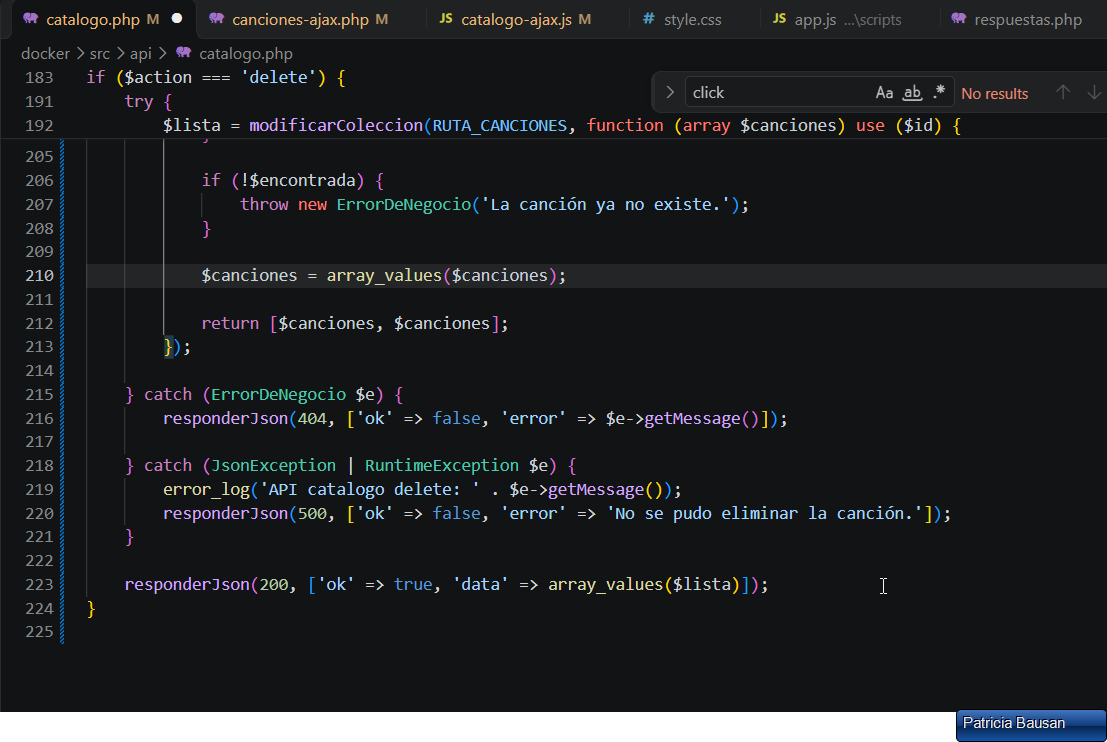 catalogo.php M ● canciones-ajax.php M JS catalogo-ajax.js M # style.css JS app.js ...\scripts respuestas.php
docker > src > api > catalogo.php
183 if ($action === 'delete') {
191 try {
192 $lista = modificarColeccion(RUTA_CANCIONES, function (array $canciones) use ($id) {
> click Aa ab .* No results ↑ ↓
205
206 if (!$encontrada) {
207 throw new ErrorDeNegocio('La canción ya no existe.');
208 }
209
210 $canciones = array_values($canciones);
211
212 return [$canciones, $canciones];
213 });
214
215 } catch (ErrorDeNegocio $e) {
216 responderJson(404, ['ok' => false, 'error' => $e->getMessage()]);
217
218 } catch (JsonException | RuntimeException $e) {
219 error_log('API catalogo delete: ' . $e->getMessage());
220 responderJson(500, ['ok' => false, 'error' => 'No se pudo eliminar la canción.']);
221 }
222
223 responderJson(200, ['ok' => true, 'data' => array_values($lista)]);
224 }
225
Patricia Bausan